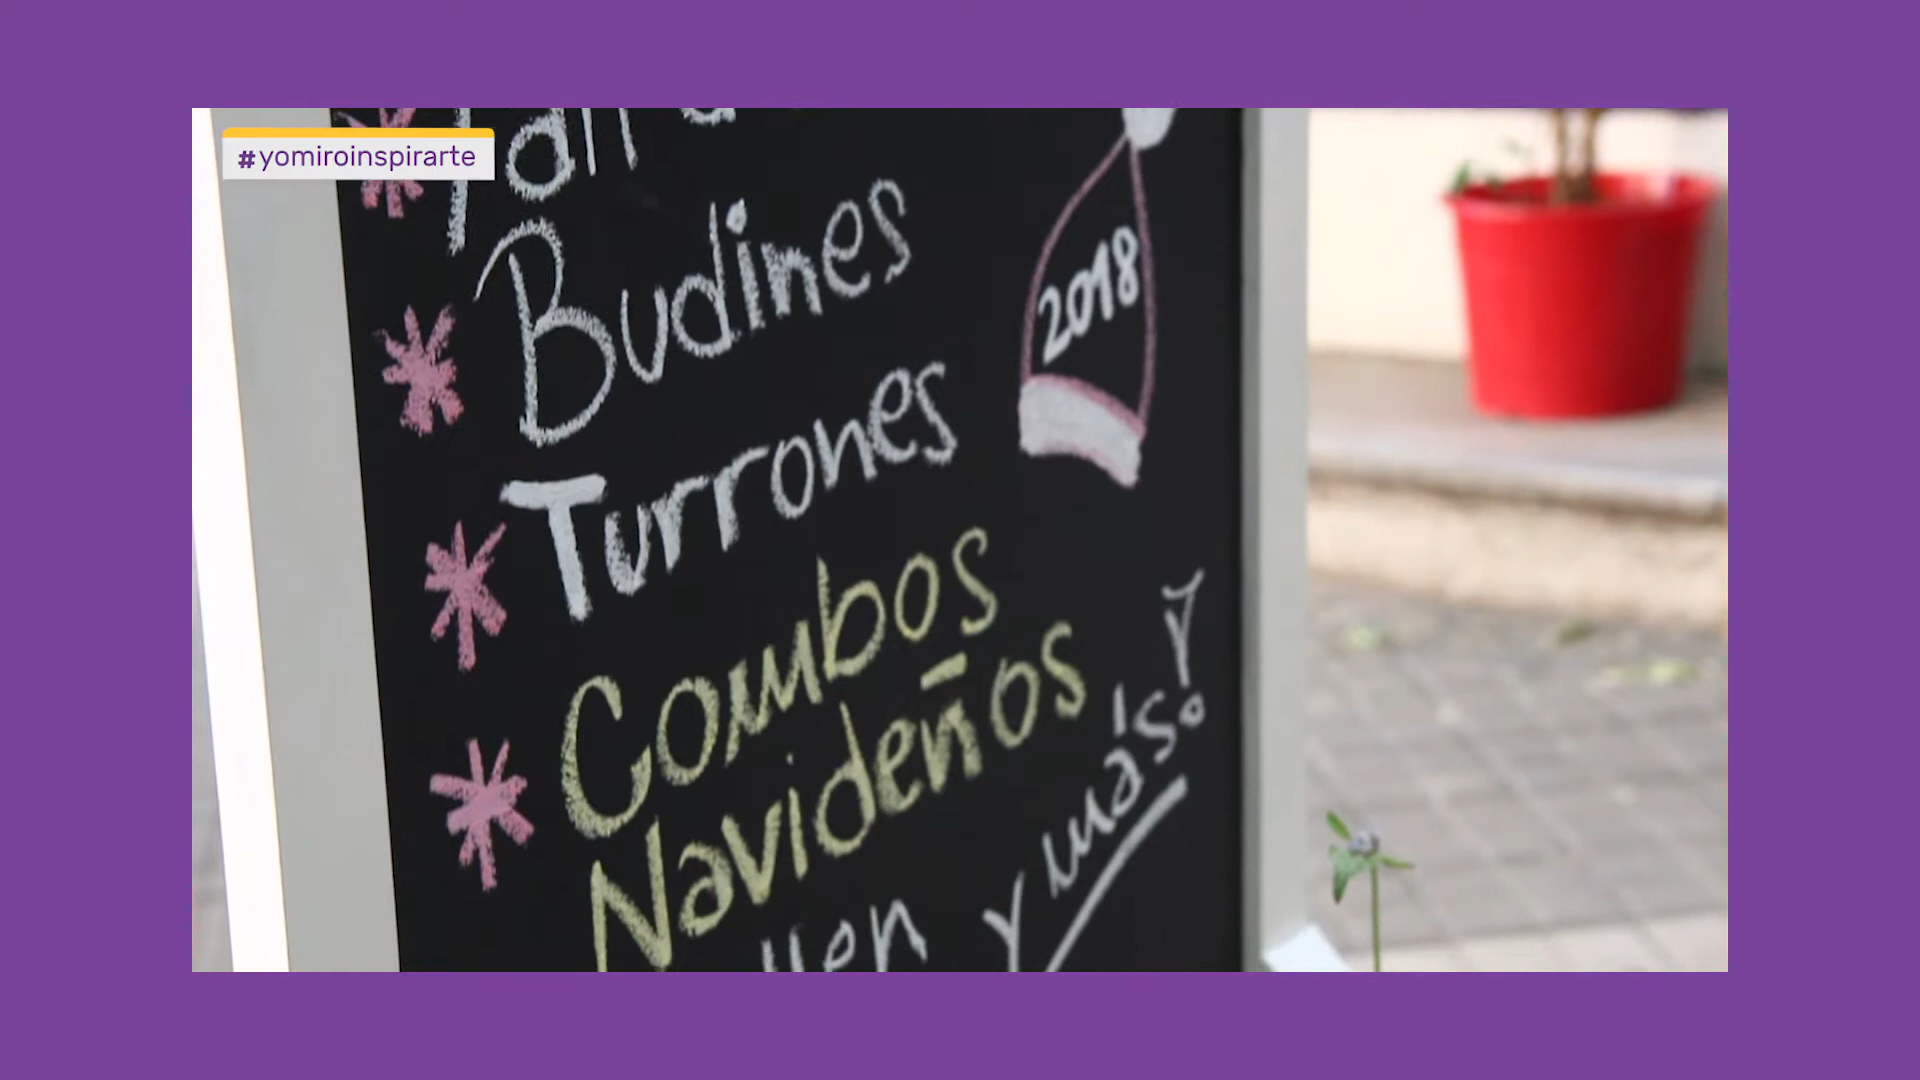 #yomiroinspirarte
Budines
2018
Turrones
Combos
Navideños
y más!